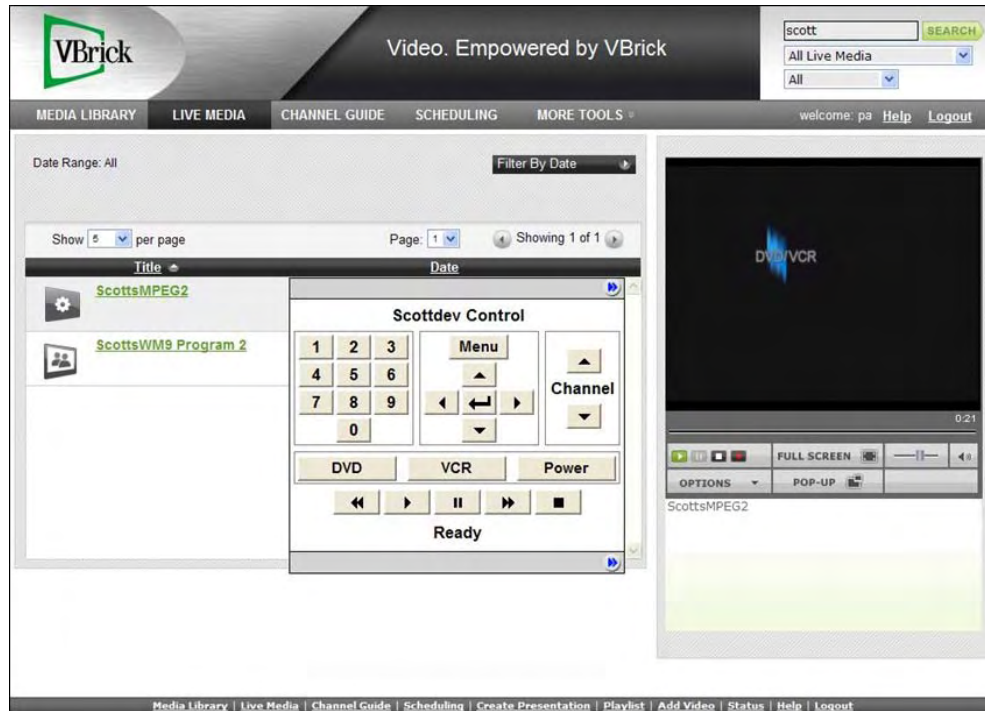 VBrick
Video. Empowered by VBrick
scott
SEARCH
All Live Media
All
MEDIA LIBRARY LIVE MEDIA CHANNEL GUIDE SCHEDULING MORE TOOLS
welcome: pa Help Logout
Date Range: All
Filter By Date
Show 5 per page
Page: 1
Showing 1 of 1
Title
Date
ScottsMPEG2
ScottsWM9 Program 2
Scottdev Control
1 2 3
4 5 6
7 8 9
0
Menu
Channel
DVD VCR Power
Ready
DVD/VCR
0:21
FULL SCREEN
OPTIONS
POP-UP
ScottsMPEG2
Media Library | Live Media | Channel Guide | Scheduling | Create Presentation | Playlist | Add Video | Status | Help | Logout